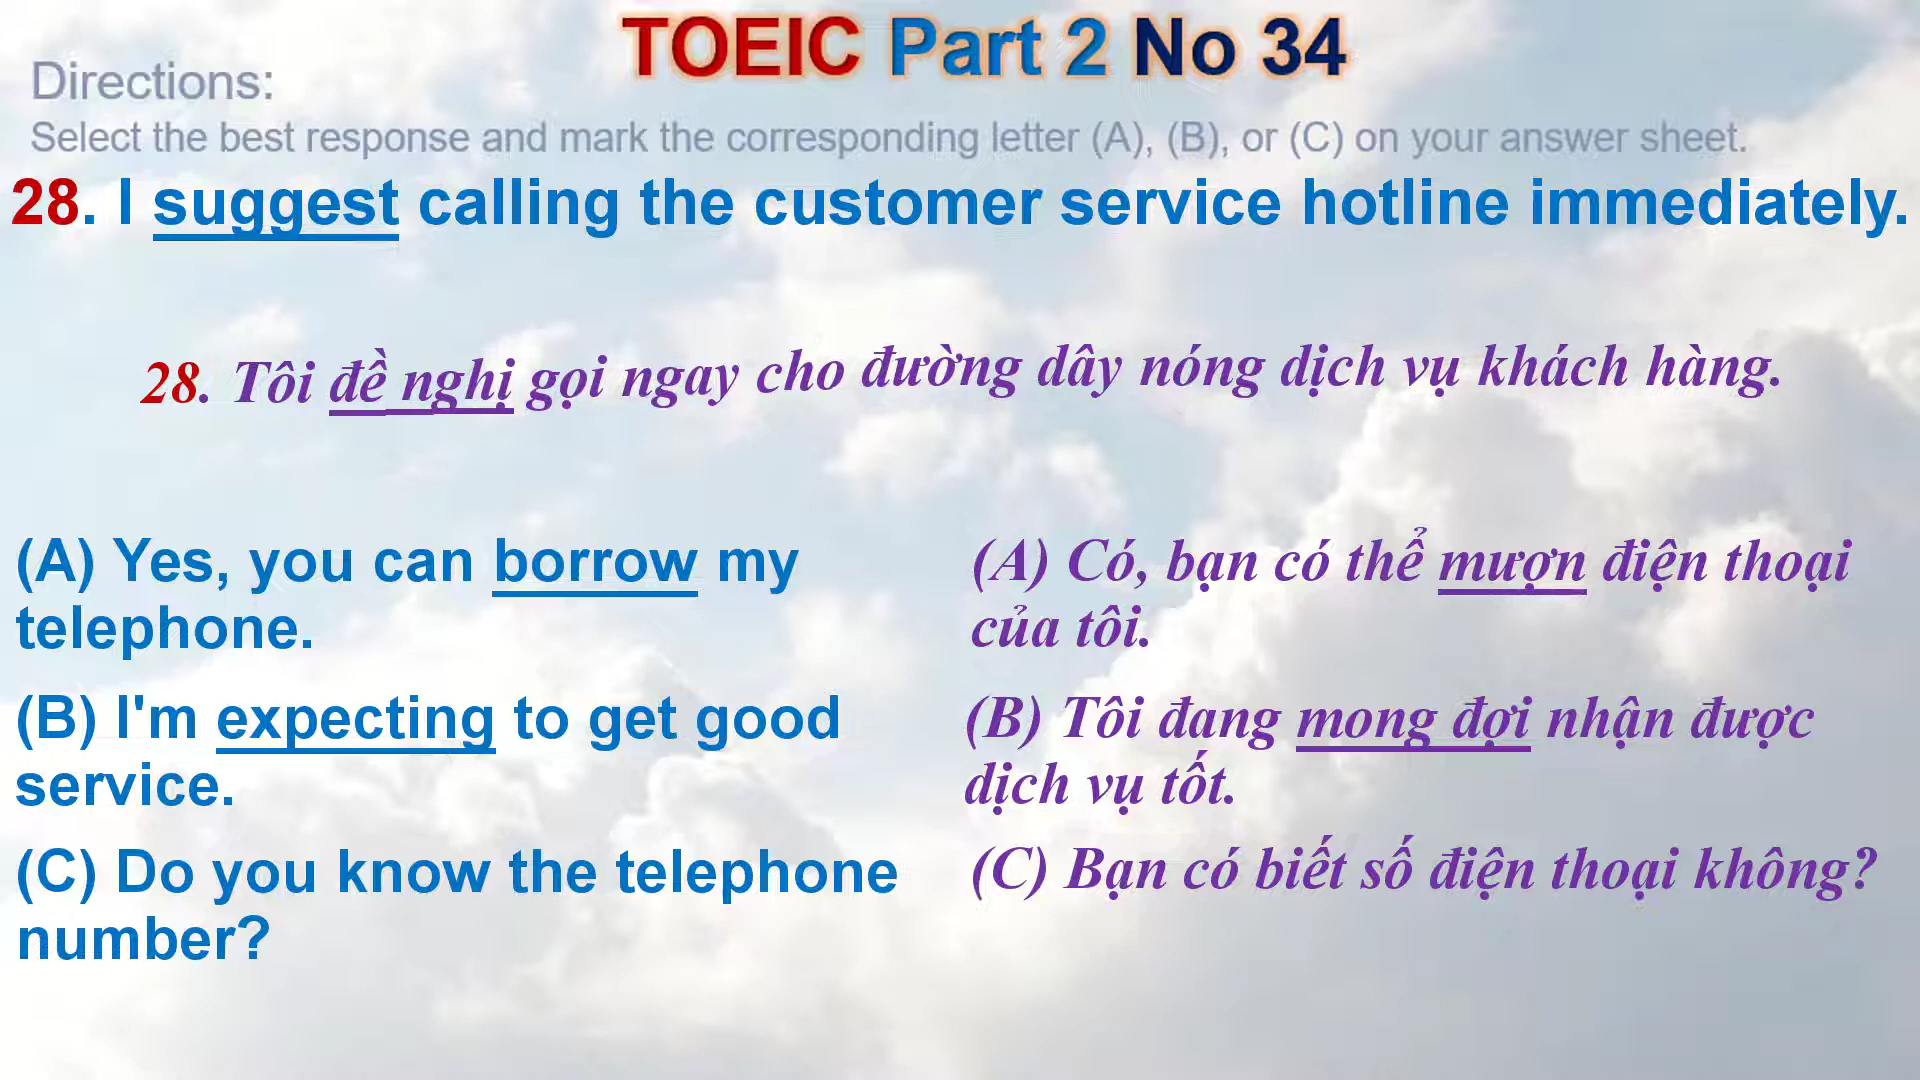 TOEIC Part 2 No 34
Directions:
Select the best response and mark the corresponding letter (A), (B), or (C) on your answer sheet.
28. I suggest calling the customer service hotline immediately.
28. Tôi đề nghị gọi ngay cho đường dây nóng dịch vụ khách hàng.
(A) Yes, you can borrow my
telephone.
(A) Có, bạn có thể mượn điện thoại
của tôi.
(B) I'm expecting to get good
service.
(B) Tôi đang mong đợi nhận được
dịch vụ tốt.
(C) Do you know the telephone
number?
(C) Bạn có biết số điện thoại không?